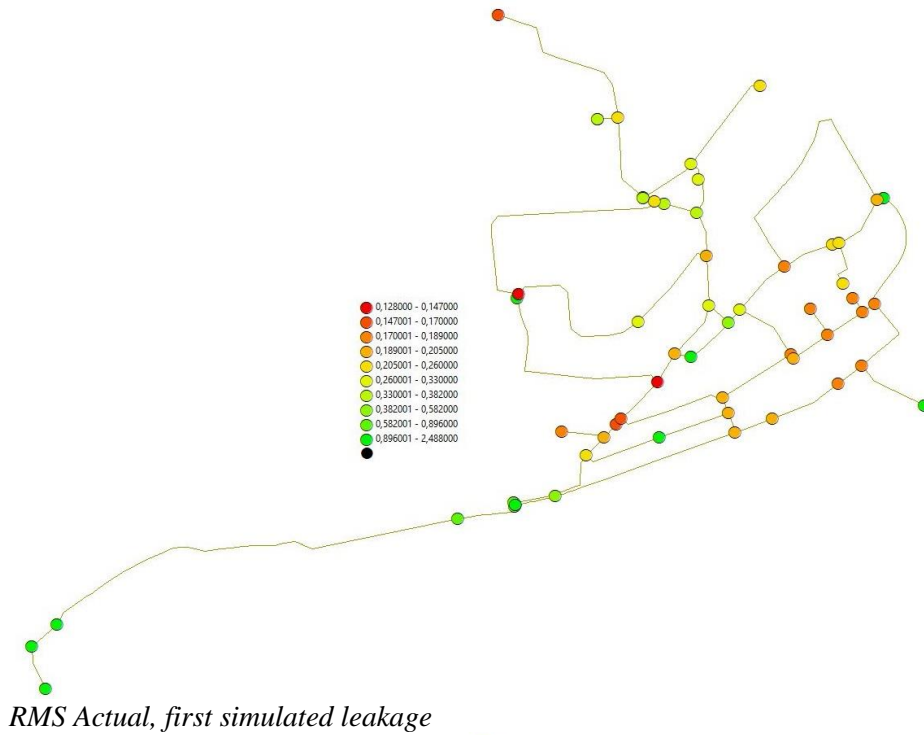 0,128000 - 0,147000
0,147001 - 0,170000
0,170001 - 0,189000
0,189001 - 0,205000
0,205001 - 0,260000
0,260001 - 0,330000
0,330001 - 0,382000
0,382001 - 0,582000
0,582001 - 0,896000
0,896001 - 2,488000
RMS Actual, first simulated leakage